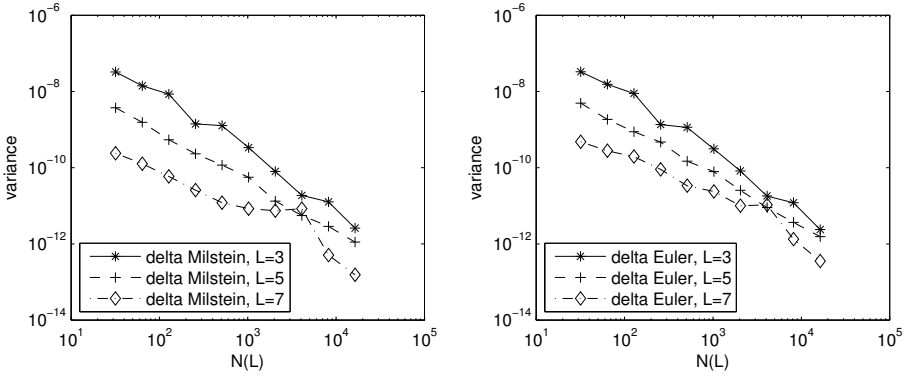 10^−6
10^−8
10^−10
10^−12
10^−14
variance
delta Milstein, L=3
delta Milstein, L=5
delta Milstein, L=7
10^1
10^2
10^3
10^4
10^5
N(L)
10^−6
10^−8
10^−10
10^−12
10^−14
variance
delta Euler, L=3
delta Euler, L=5
delta Euler, L=7
10^1
10^2
10^3
10^4
10^5
N(L)